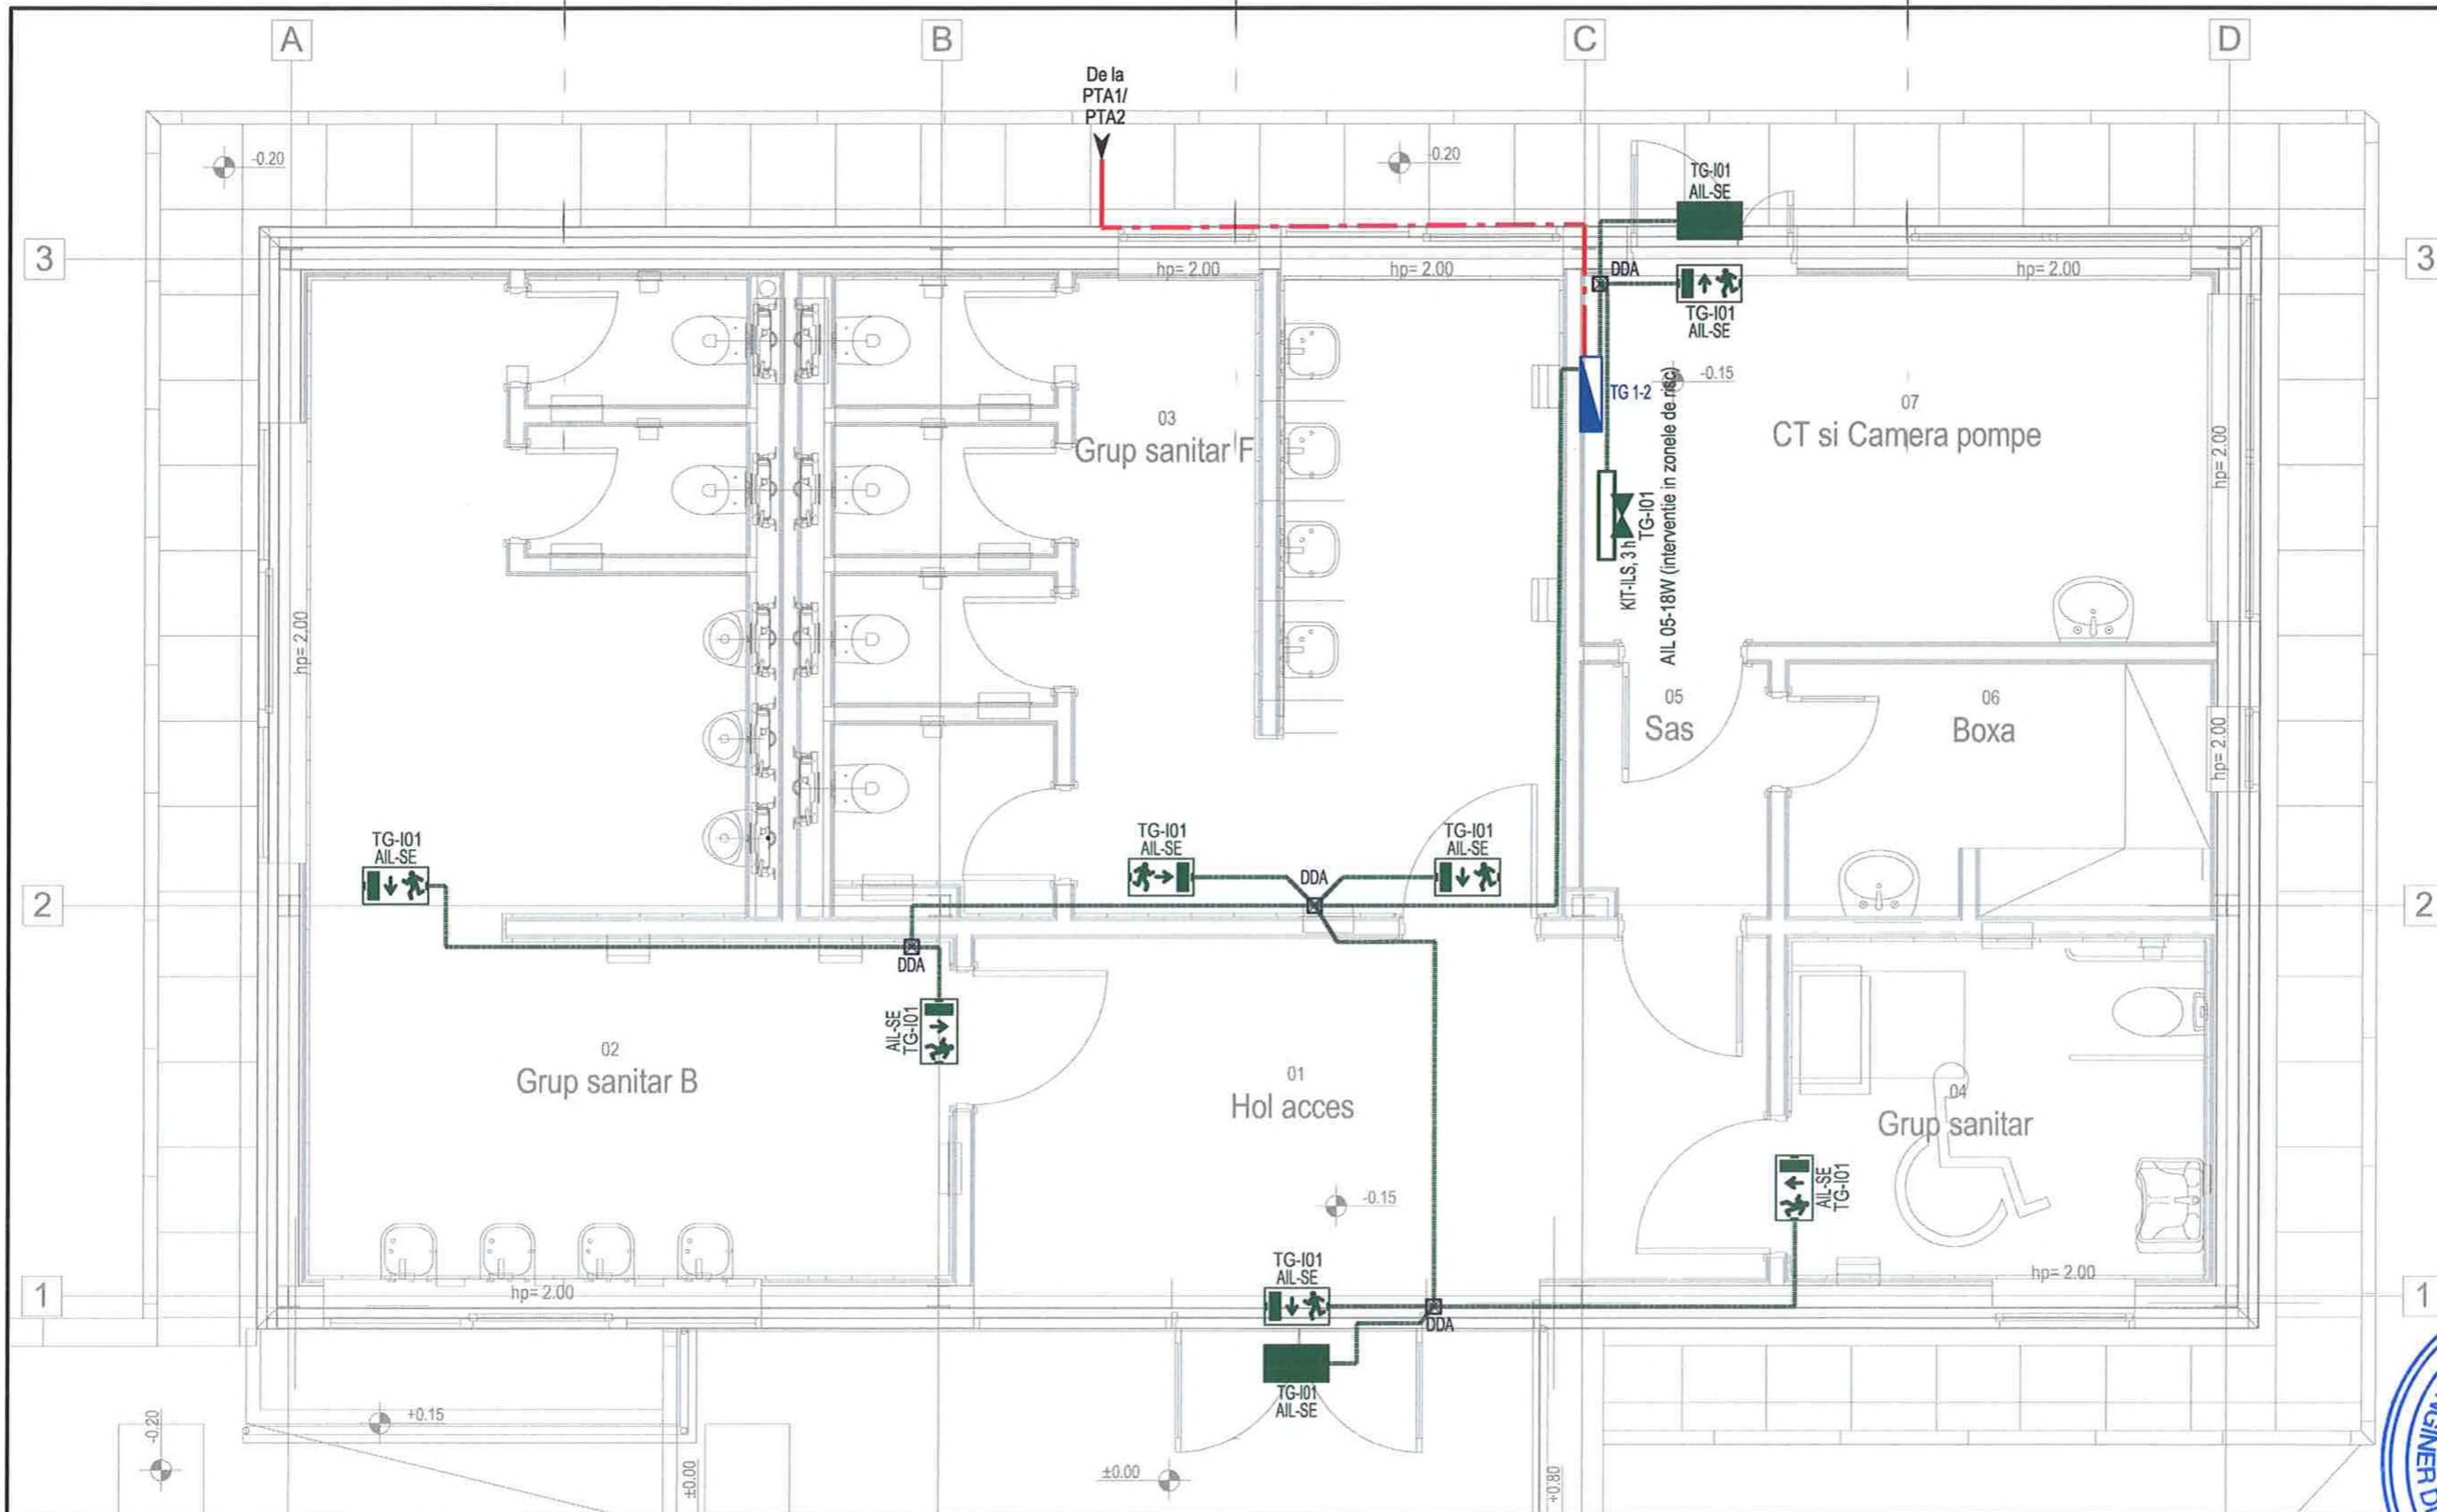 A
B
C
D
De la
PTA1/
PTA2
-0.20
-0.20
TG-I01
AIL-SE
3
3
hp= 2.00
hp= 2.00
DDA
hp= 2.00
TG-I01
AIL-SE
-0.15
TG 1-2
03
Grup sanitar F
07
CT si Camera pompe
hp= 2.00
KIT-ILS, 3 h
TG-I01
AIL 05-18W (interventie in zonele de risc)
hp= 2.00
05
Sas
06
Boxa
hp= 2.00
TG-I01
AIL-SE
TG-I01
AIL-SE
TG-I01
AIL-SE
DDA
2
2
DDA
AIL-SE
TG-I01
02
Grup sanitar B
01
Hol acces
04
Grup sanitar
-0.15
AIL-SE
TG-I01
TG-I01
AIL-SE
hp= 2.00
hp= 2.00
1
1
DDA
TG-I01
AIL-SE
-0.20
+0.15
±0.00
±0.00
+0.80
INGINER